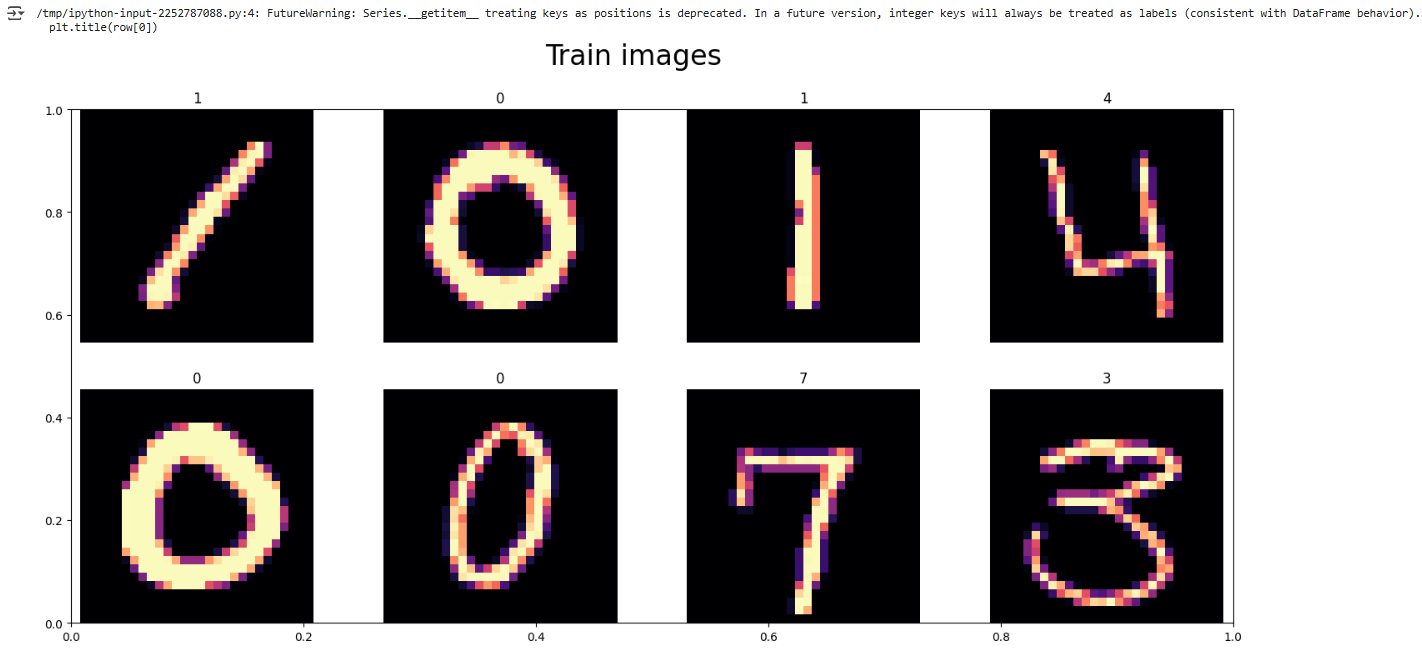 /tmp/ipython-input-2252787088.py:4: FutureWarning: Series.__getitem__ treating keys as positions is deprecated. In a future version, integer keys will always be treated as labels (consistent with DataFrame behavior).
plt.title(row[0])
Train images
1 0 1 4
1.0
0.8
0.6
0 0 7 3
0.4
0.2
0.0
0.0 0.2 0.4 0.6 0.8 1.0